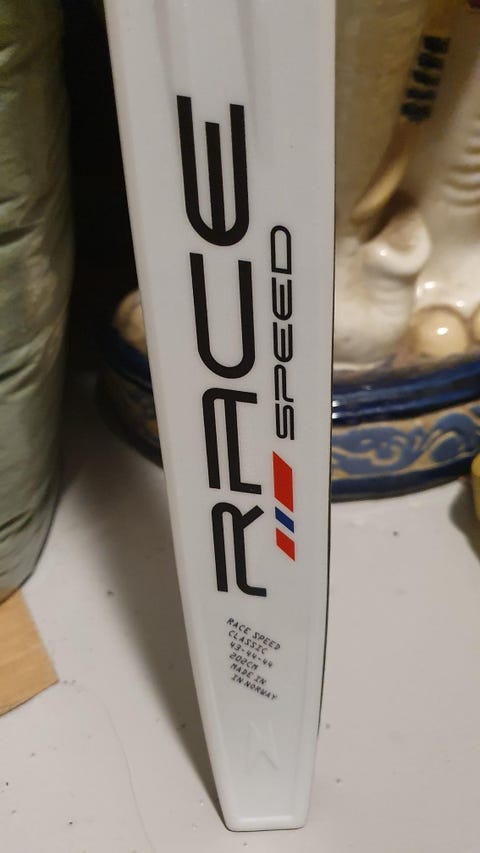 RACE
SPEED
RACE SPEED
CLASSIC
43-44-44
202CM
MADE IN
IN NORWAY